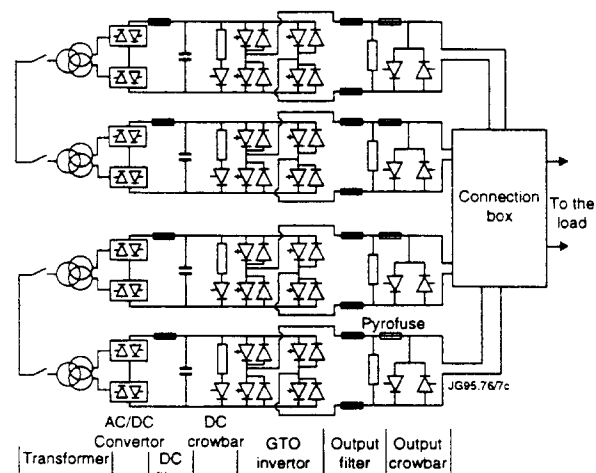 Connection
box
To the
load
Pyrofuse
JG95.76/7c
Transformer
AC/DC
Convertor
DC
DC
crowbar
GTO
invertor
Output
filter
Output
crowbar